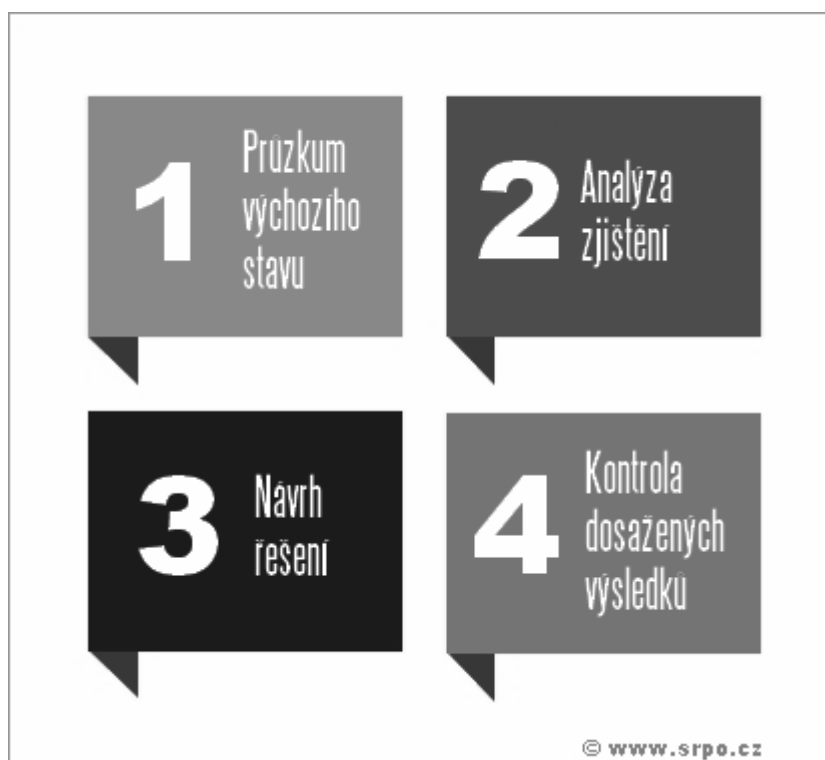 1
Průzkum
výchozího
stavu
2
Analýza
zjištění
3
Návrh
řešení
4
Kontrola
dosažených
výsledků
© www.srpo.cz